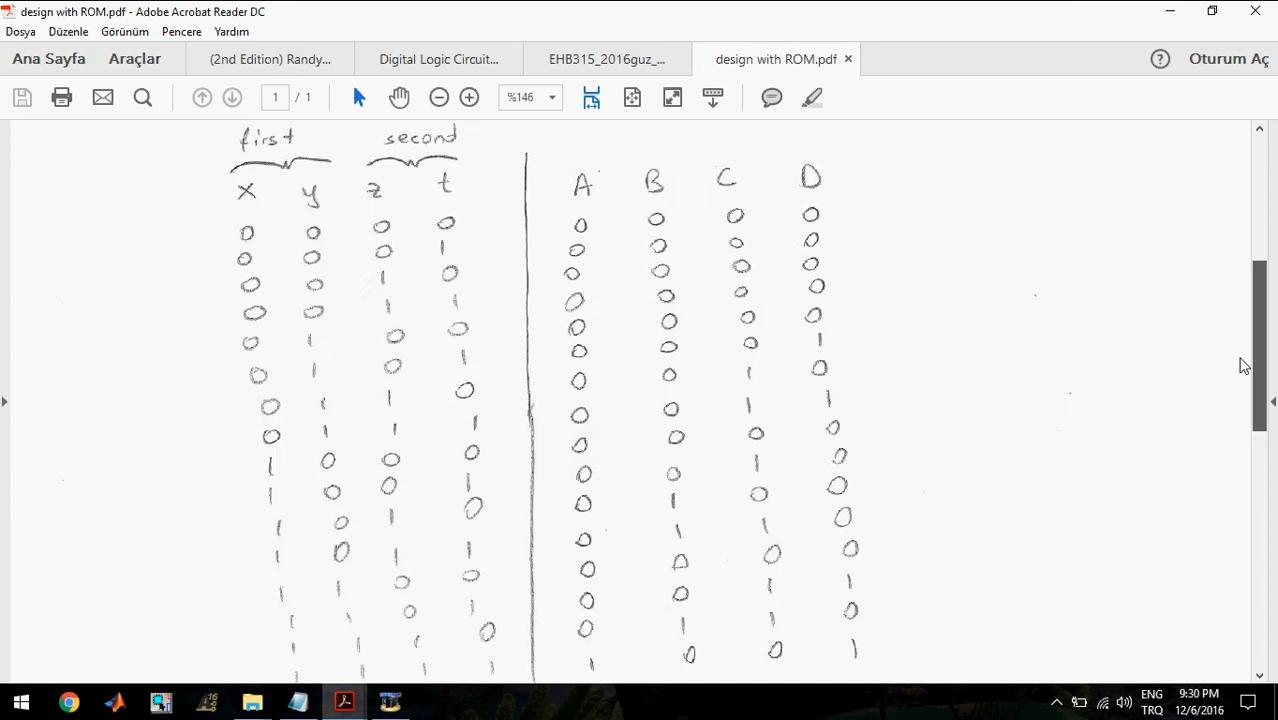 design with ROM.pdf - Adobe Acrobat Reader DC
Dosya Düzenle Görünüm Pencere Yardım
Ana Sayfa Araçlar (2nd Edition) Randy... Digital Logic Circuit... EHB315_2016guz_... design with ROM.pdf × Oturum Aç
1 / 1 %146
first second
x y z t A B C D
0 0 0 0 0 0 0 0
0 0 0 1 0 0 0 0
0 0 1 0 0 0 0 0
0 0 1 1 0 0 0 0
0 1 0 0 0 0 0 0
0 1 0 1 0 0 0 1
0 1 1 0 0 0 1 0
0 1 1 1 0 0 1 1
1 0 0 0 0 0 0 0
1 0 0 1 0 0 1 0
1 0 1 0 0 1 0 0
1 0 1 1 0 1 1 0
1 1 0 0 0 0 0 0
1 1 0 1 0 0 1 1
1 1 1 0 0 1 1 0
1 1 1 1 1 0 0 1
ENG 9:30 PM
TRQ 12/6/2016